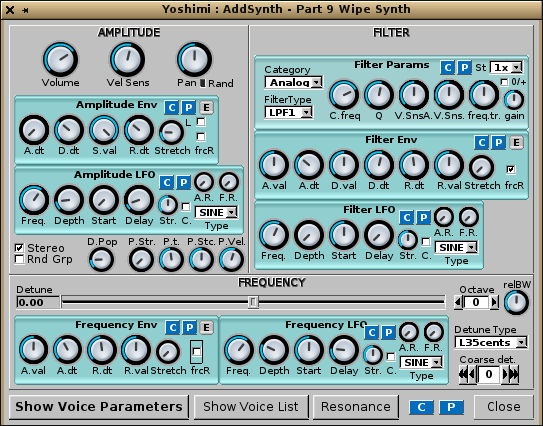 Yoshimi : AddSynth - Part 9 Wipe Synth
AMPLITUDE
Volume Vel Sens Pan Rand
Amplitude Env C P E
L
A.dt D.dt S.val R.dt Stretch frcR
Amplitude LFO C P
A.R. F.R.
Freq. Depth Start Delay Str. C. SINE
Type
Stereo
Rnd Grp
D.Pop P.Str. P.t. P.Stc. P.Vel.
FILTER
Category
Analog
FilterType
LPF1
Filter Params C P St 1x
0/+
C.freq Q V.SnsA. V.Sns. freq.tr. gain
Filter Env C P E
A.val A.dt D.val D.dt R.dt R.val Stretch frcR
Filter LFO C P
A.R. F.R.
Freq. Depth Start Delay Str. C. SINE
Type
FREQUENCY
Detune
0.00
Octave
0
relBW
Frequency Env C P E
A.val A.dt R.dt R.val Stretch frcR
Frequency LFO C P
A.R. F.R.
Freq. Depth Start Delay Str. C. SINE
Type
Detune Type
L35cents
Coarse det.
0
Show Voice Parameters Show Voice List Resonance C P Close